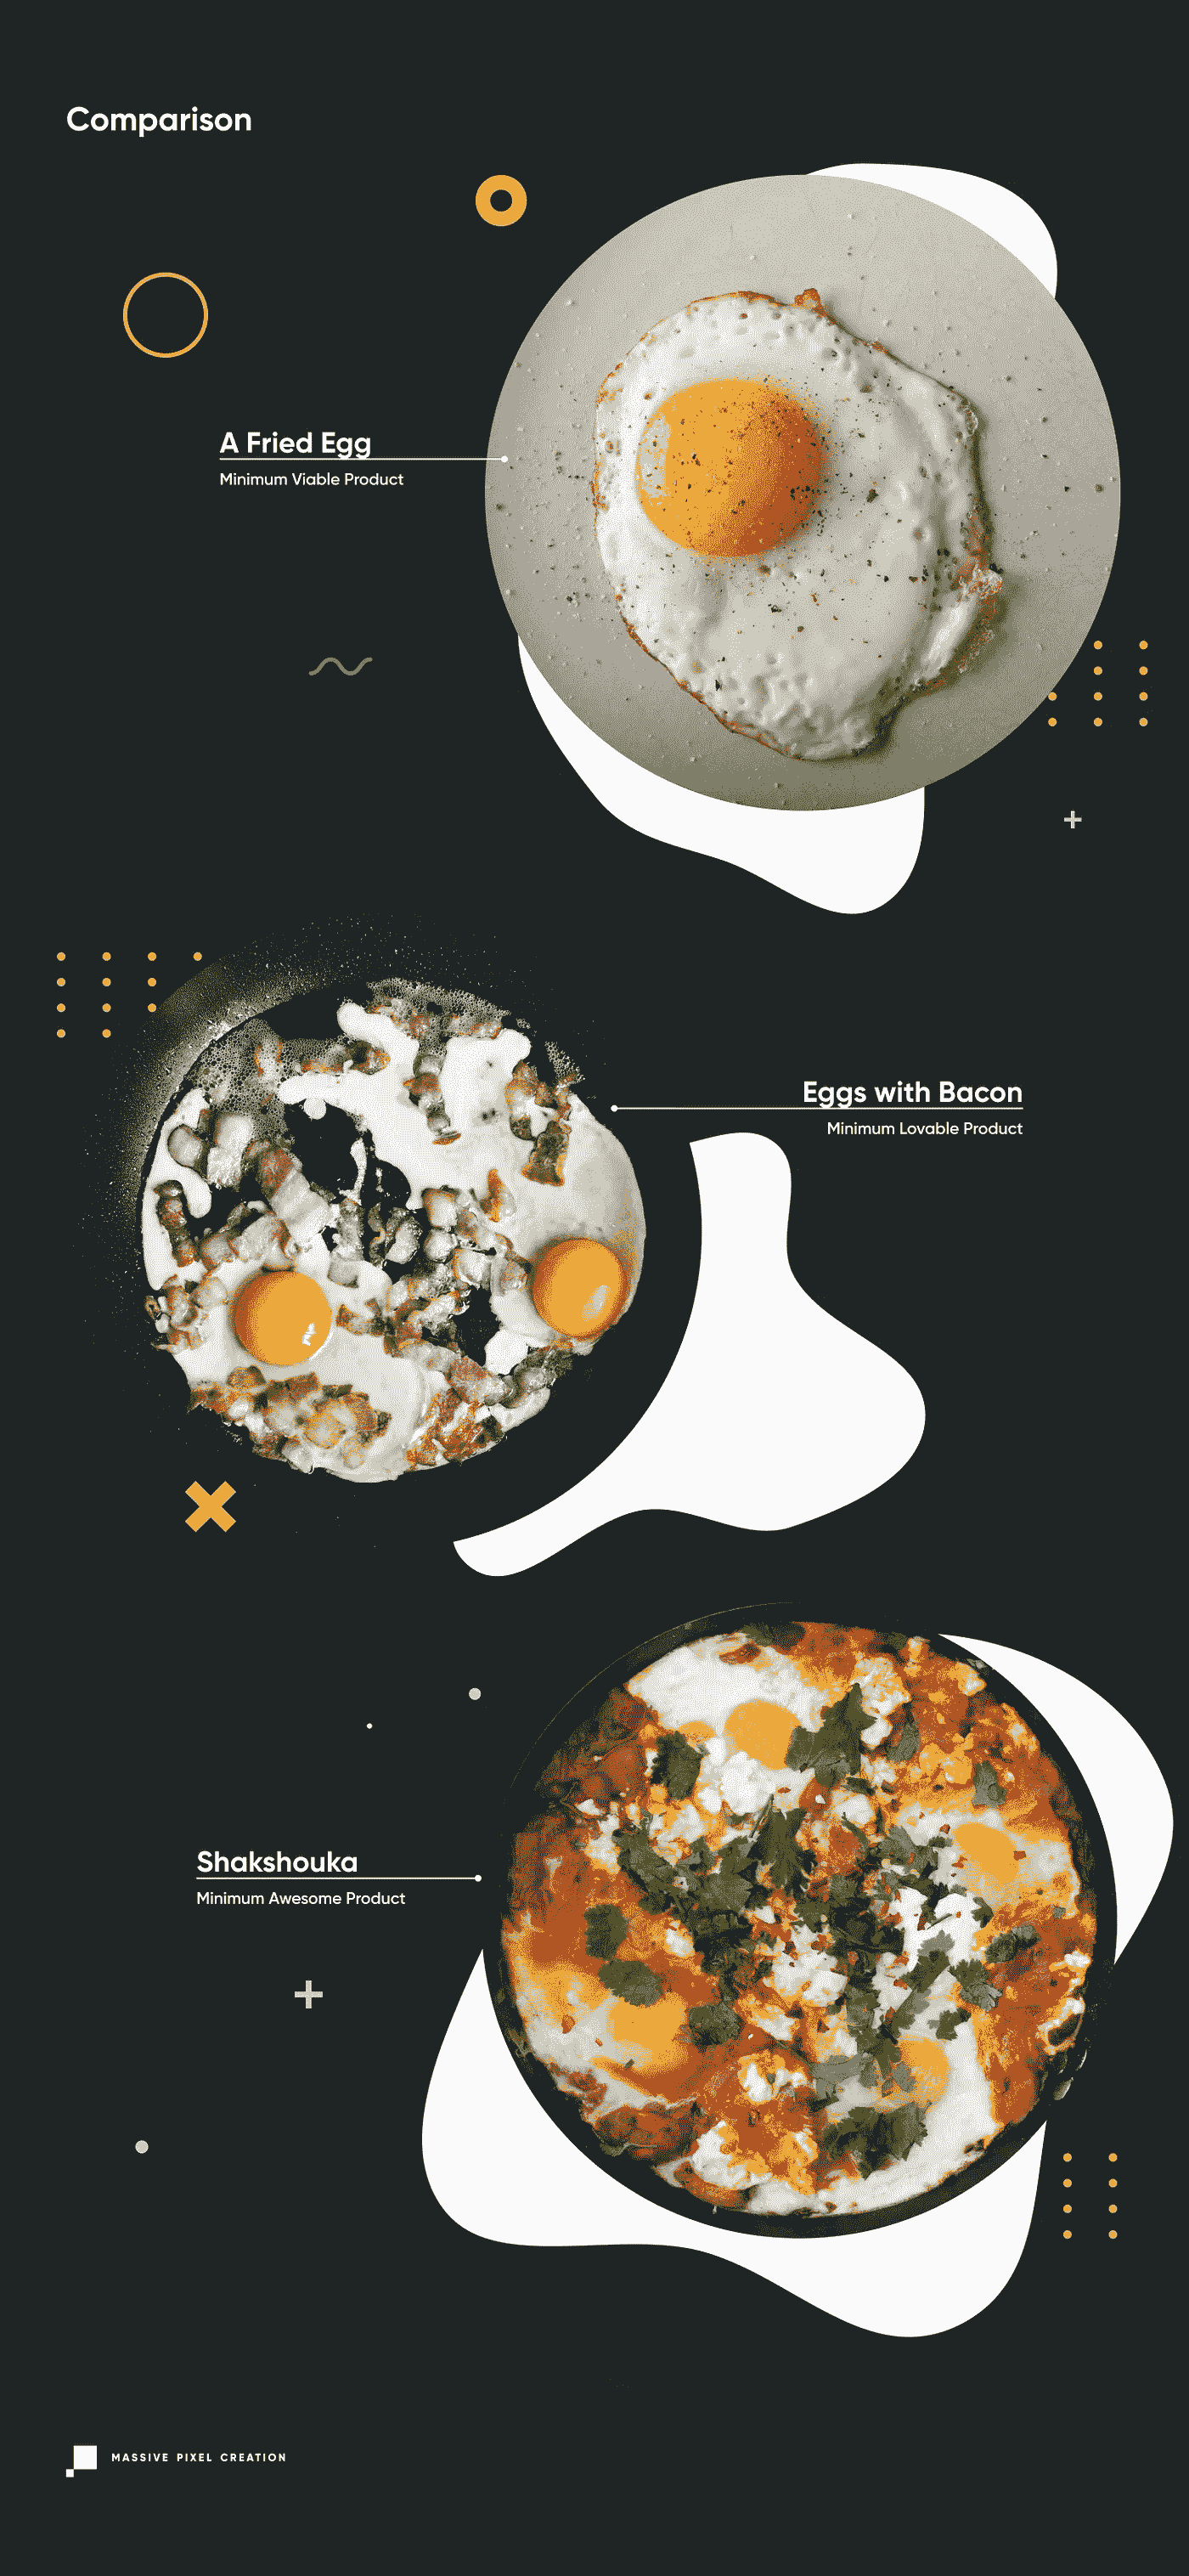 Comparison
A Fried Egg
Minimum Viable Product
Eggs with Bacon
Minimum Lovable Product
Shakshouka
Minimum Awesome Product
MASSIVE PIXEL CREATION